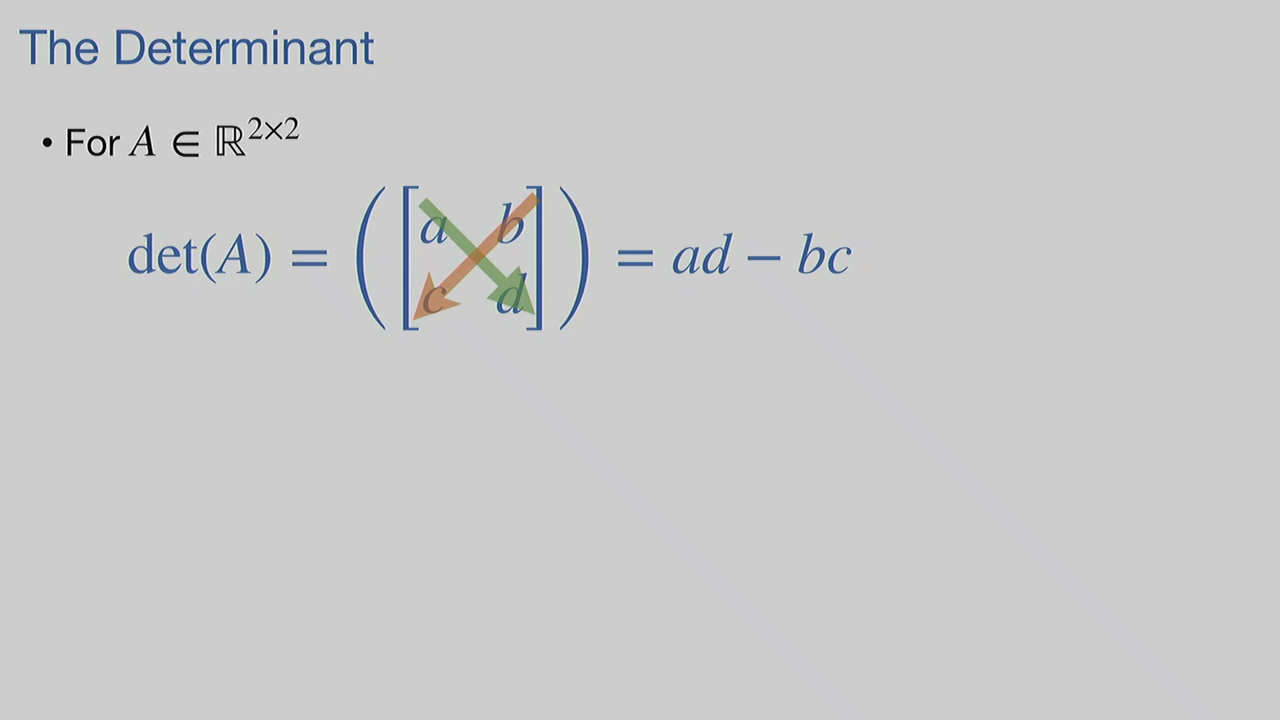 The Determinant
• For A ∈ ℝ^{2×2}
det(A) = ([a b; c d]) = ad − bc